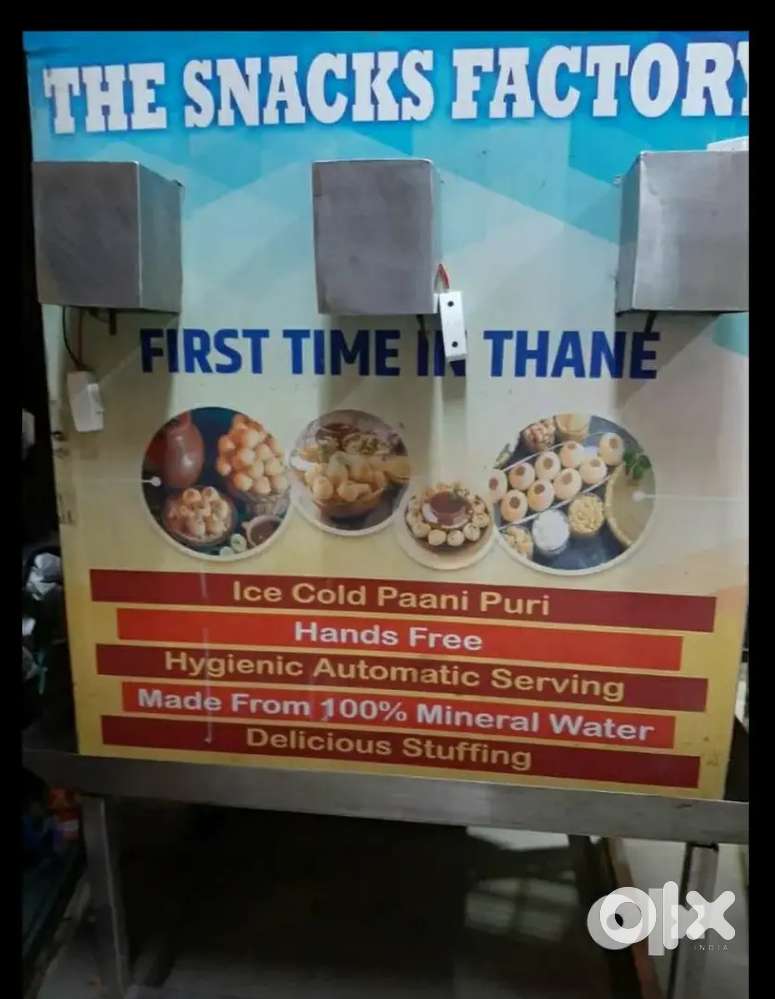 THE SNACKS FACTORY
FIRST TIME IN THANE
Ice Cold Paani Puri
Hands Free
Hygienic Automatic Serving
Made From 100% Mineral Water
Delicious Stuffing
olx
INDIA